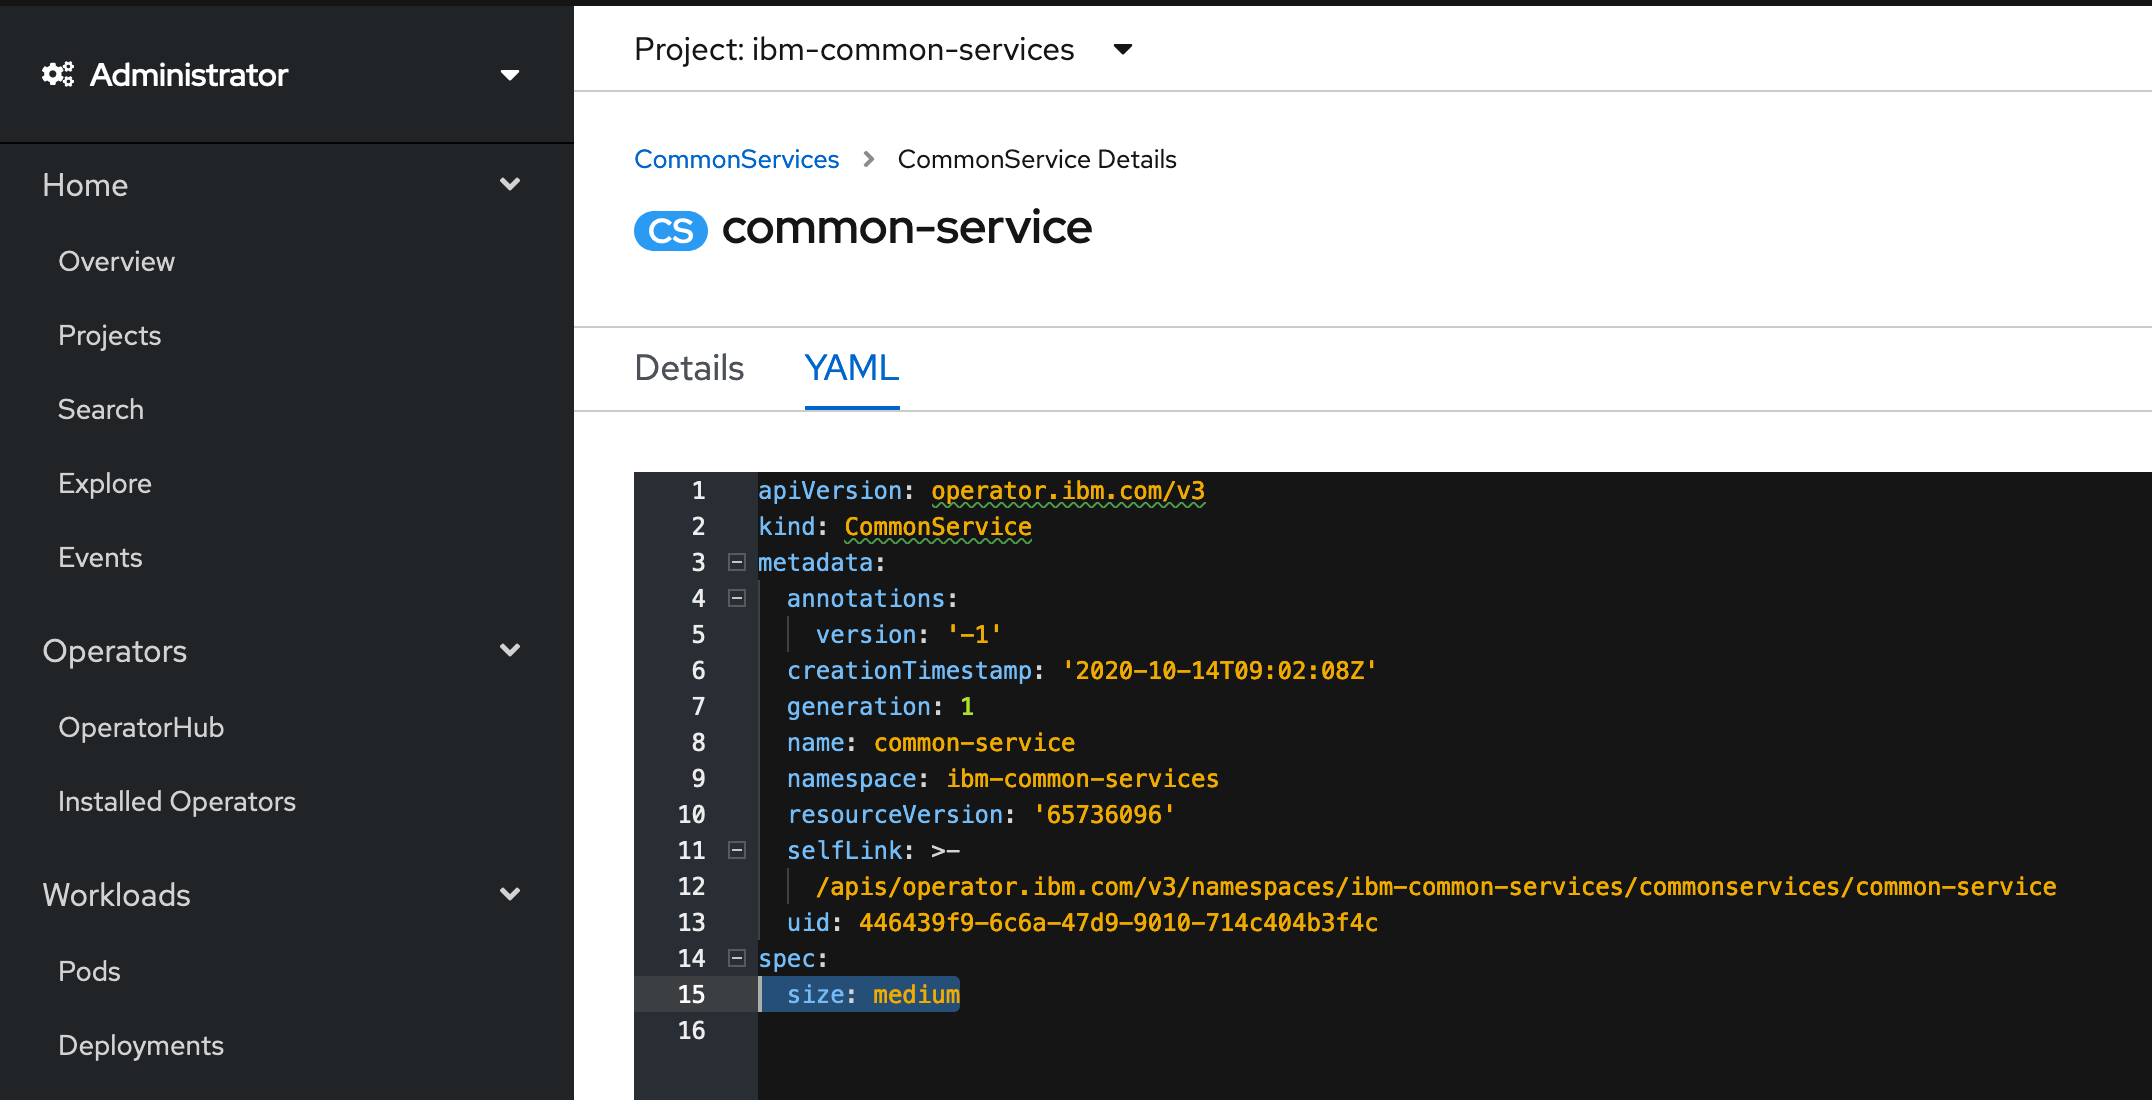 Administrator
Home
Overview
Projects
Search
Explore
Events
Operators
OperatorHub
Installed Operators
Workloads
Pods
Deployments
Project: ibm-common-services
CommonServices > CommonService Details
CS common-service
Details YAML
1 apiVersion: operator.ibm.com/v3
2 kind: CommonService
3 metadata:
4 annotations:
5 version: '-1'
6 creationTimestamp: '2020-10-14T09:02:08Z'
7 generation: 1
8 name: common-service
9 namespace: ibm-common-services
10 resourceVersion: '65736096'
11 selfLink: >-
12 /apis/operator.ibm.com/v3/namespaces/ibm-common-services/commonservices/common-service
13 uid: 446439f9-6c6a-47d9-9010-714c404b3f4c
14 spec:
15 size: medium
16